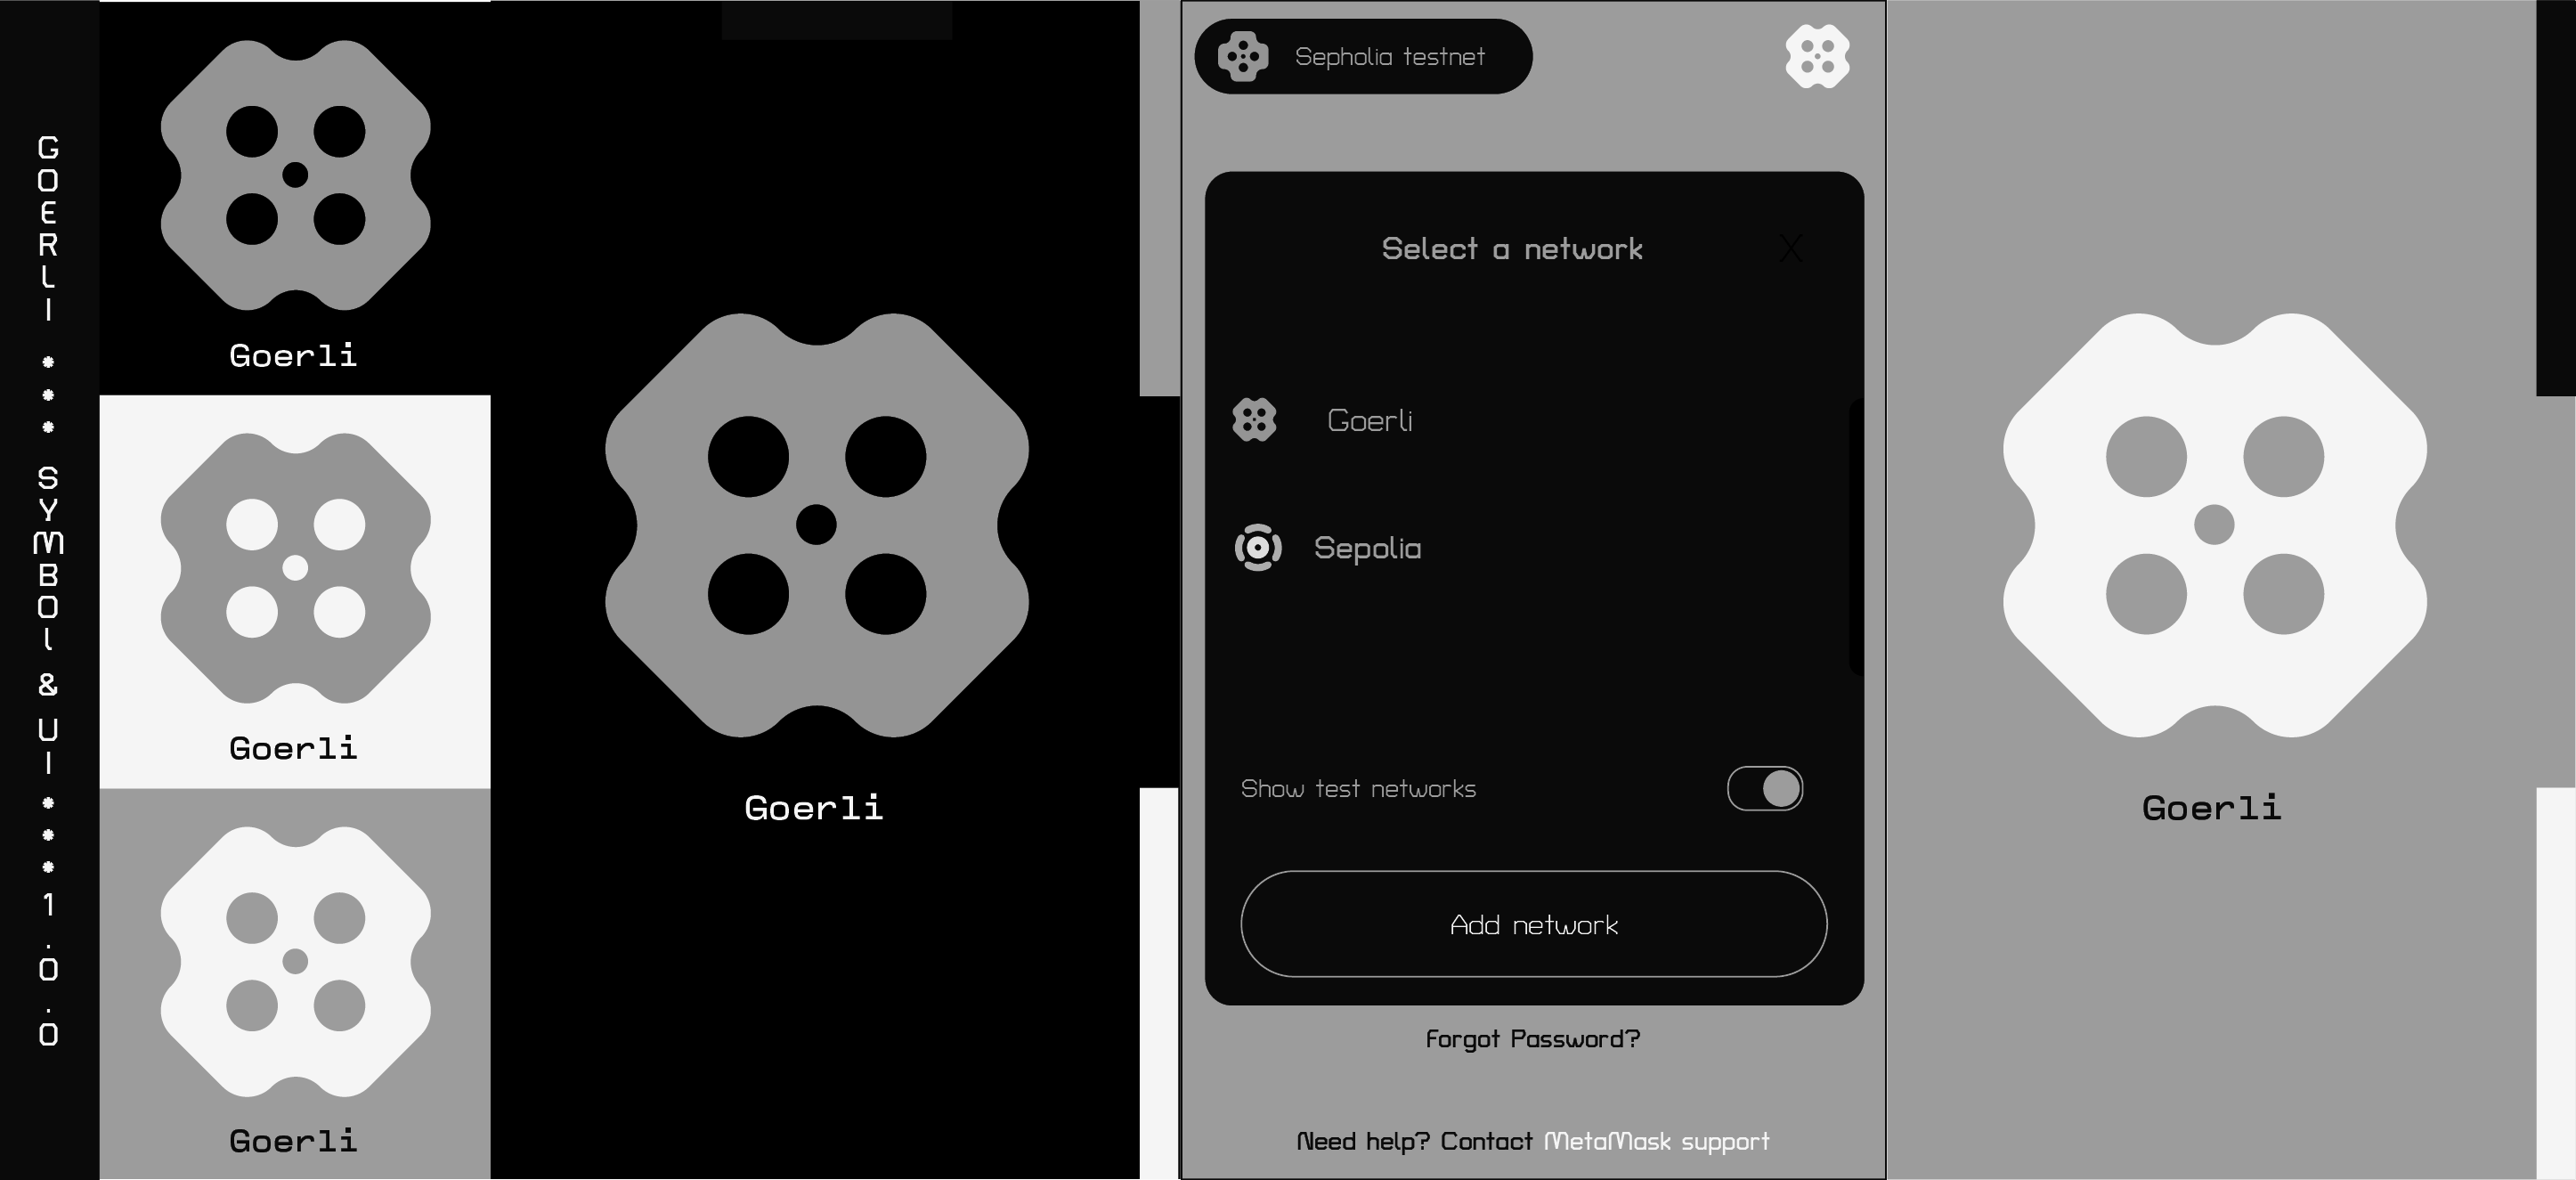 GOERLI * * * SYMBOl & UI * * * 1.0.0
Goerli
Goerli
Goerli
Goerli
Sepholia testnet
Select a network
X
Goerli
Sepolia
Show test networks
Add network
Forgot Password?
Need help? Contact MetaMask support
Goerli